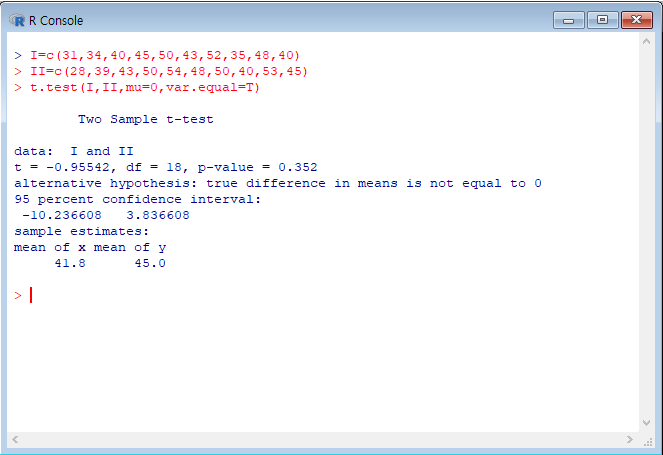 R Console
> I=c(31,34,40,45,50,43,52,35,48,40)
> II=c(28,39,43,50,54,48,50,40,53,45)
> t.test(I,II,mu=0,var.equal=T)
Two Sample t-test
data:  I and II
t = -0.95542, df = 18, p-value = 0.352
alternative hypothesis: true difference in means is not equal to 0
95 percent confidence interval:
-10.236608   3.836608
sample estimates:
mean of x mean of y
41.8      45.0
>